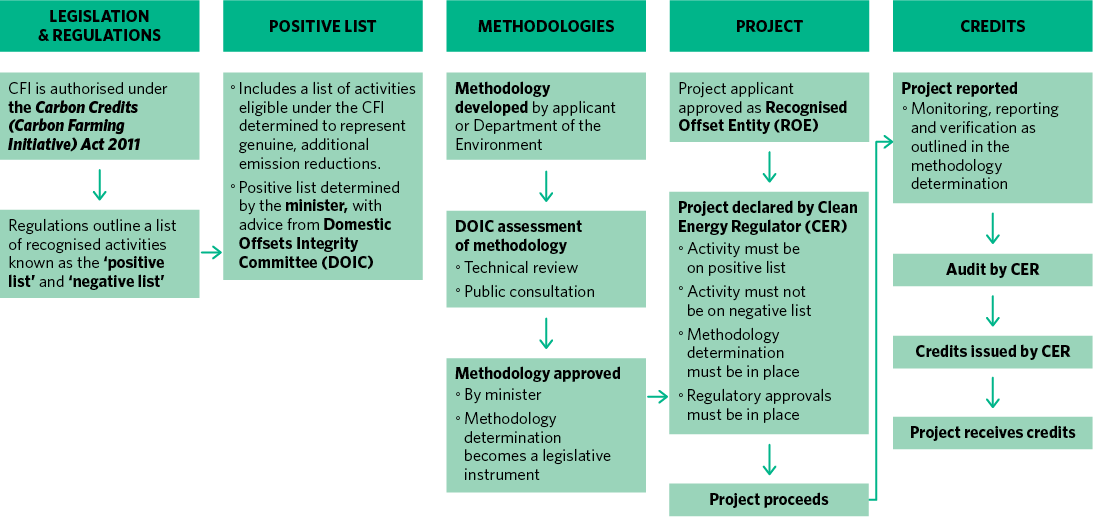 LEGISLATION
& REGULATIONS
CFI is authorised under
the Carbon Credits
(Carbon Farming
Initiative) Act 2011
Regulations outline a list
of recognised activities
known as the ‘positive
list’ and ‘negative list’
POSITIVE LIST
◦ Includes a list of activities
eligible under the CFI
determined to represent
genuine, additional
emission reductions.
◦ Positive list determined
by the minister, with
advice from Domestic
Offsets Integrity
Committee (DOIC)
METHODOLOGIES
Methodology
developed by applicant
or Department of the
Environment
DOIC assessment
of methodology
◦ Technical review
◦ Public consultation
Methodology approved
◦ By minister
◦ Methodology
determination
becomes a legislative
instrument
PROJECT
Project applicant
approved as Recognised
Offset Entity (ROE)
Project declared by Clean
Energy Regulator (CER)
◦ Activity must be
on positive list
◦ Activity must not
be on negative list
◦ Methodology
determination
must be in place
◦ Regulatory approvals
must be in place
Project proceeds
CREDITS
Project reported
◦ Monitoring, reporting
and verification as
outlined in the
methodology
determination
Audit by CER
Credits issued by CER
Project receives credits